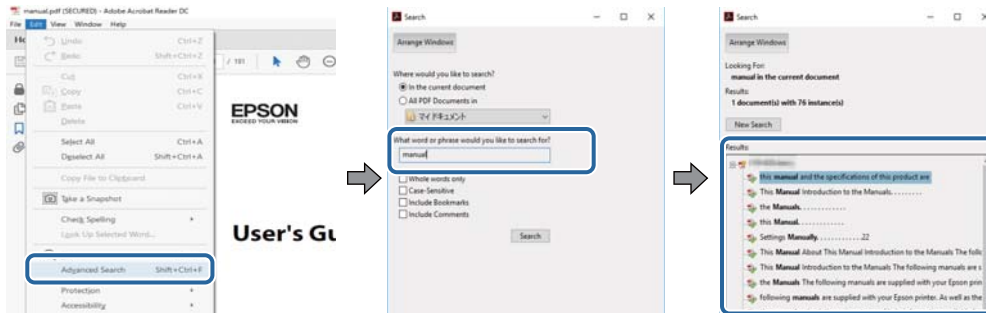 manual.pdf (SECURED) - Adobe Acrobat Reader DC
File Edit View Window Help
Undo Ctrl+Z
Redo Shift+Ctrl+Z
Cut Ctrl+X
Copy Ctrl+C
Paste Ctrl+V
Delete
Select All Ctrl+A
Deselect All Shift+Ctrl+A
Copy File to Clipboard
Take a Snapshot
Check Spelling
Look Up Selected Word...
Advanced Search Shift+Ctrl+F
Protection
Accessibility
/ 191
EPSON
EXCEED YOUR VISION
User's Gu
Search
Arrange Windows
Where would you like to search?
In the current document
All PDF Documents in
マイ ドキュメント
What word or phrase would you like to search for?
manual
Whole words only
Case-Sensitive
Include Bookmarks
Include Comments
Search
Search
Arrange Windows
Looking For:
manual in the current document
Results:
1 document(s) with 76 instance(s)
New Search
Results:
this manual and the specifications of this product are
This Manual Introduction to the Manuals. . . . . . . . .
the Manuals. . . . . . . . . . . . .
this Manual. . . . . . . . . . . . .
Settings Manually. . . . . . . . . . . .22
This Manual About This Manual Introduction to the Manuals The follo
This Manual Introduction to the Manuals The following manuals are s
the Manuals The following manuals are supplied with your Epson prin
following manuals are supplied with your Epson printer. As well as the